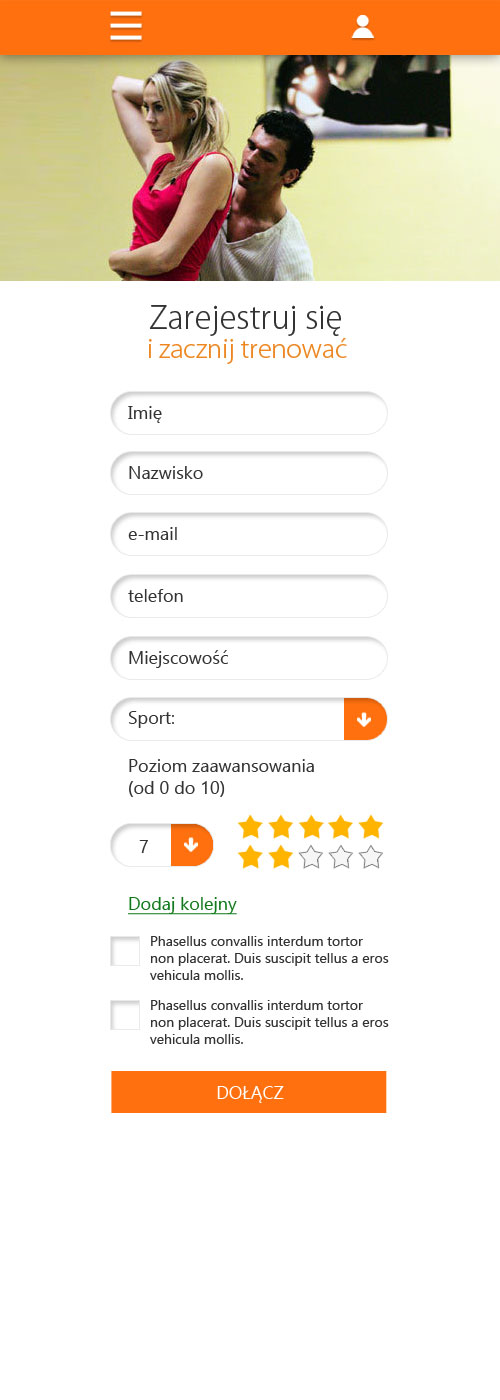 Zarejestruj się
i zacznij trenować
Imię
Nazwisko
e-mail
telefon
Miejscowość
Sport:
Poziom zaawansowania
(od 0 do 10)
7
Dodaj kolejny
Phasellus convallis interdum tortor
non placerat. Duis suscipit tellus a eros
vehicula mollis.
Phasellus convallis interdum tortor
non placerat. Duis suscipit tellus a eros
vehicula mollis.
DOŁĄCZ